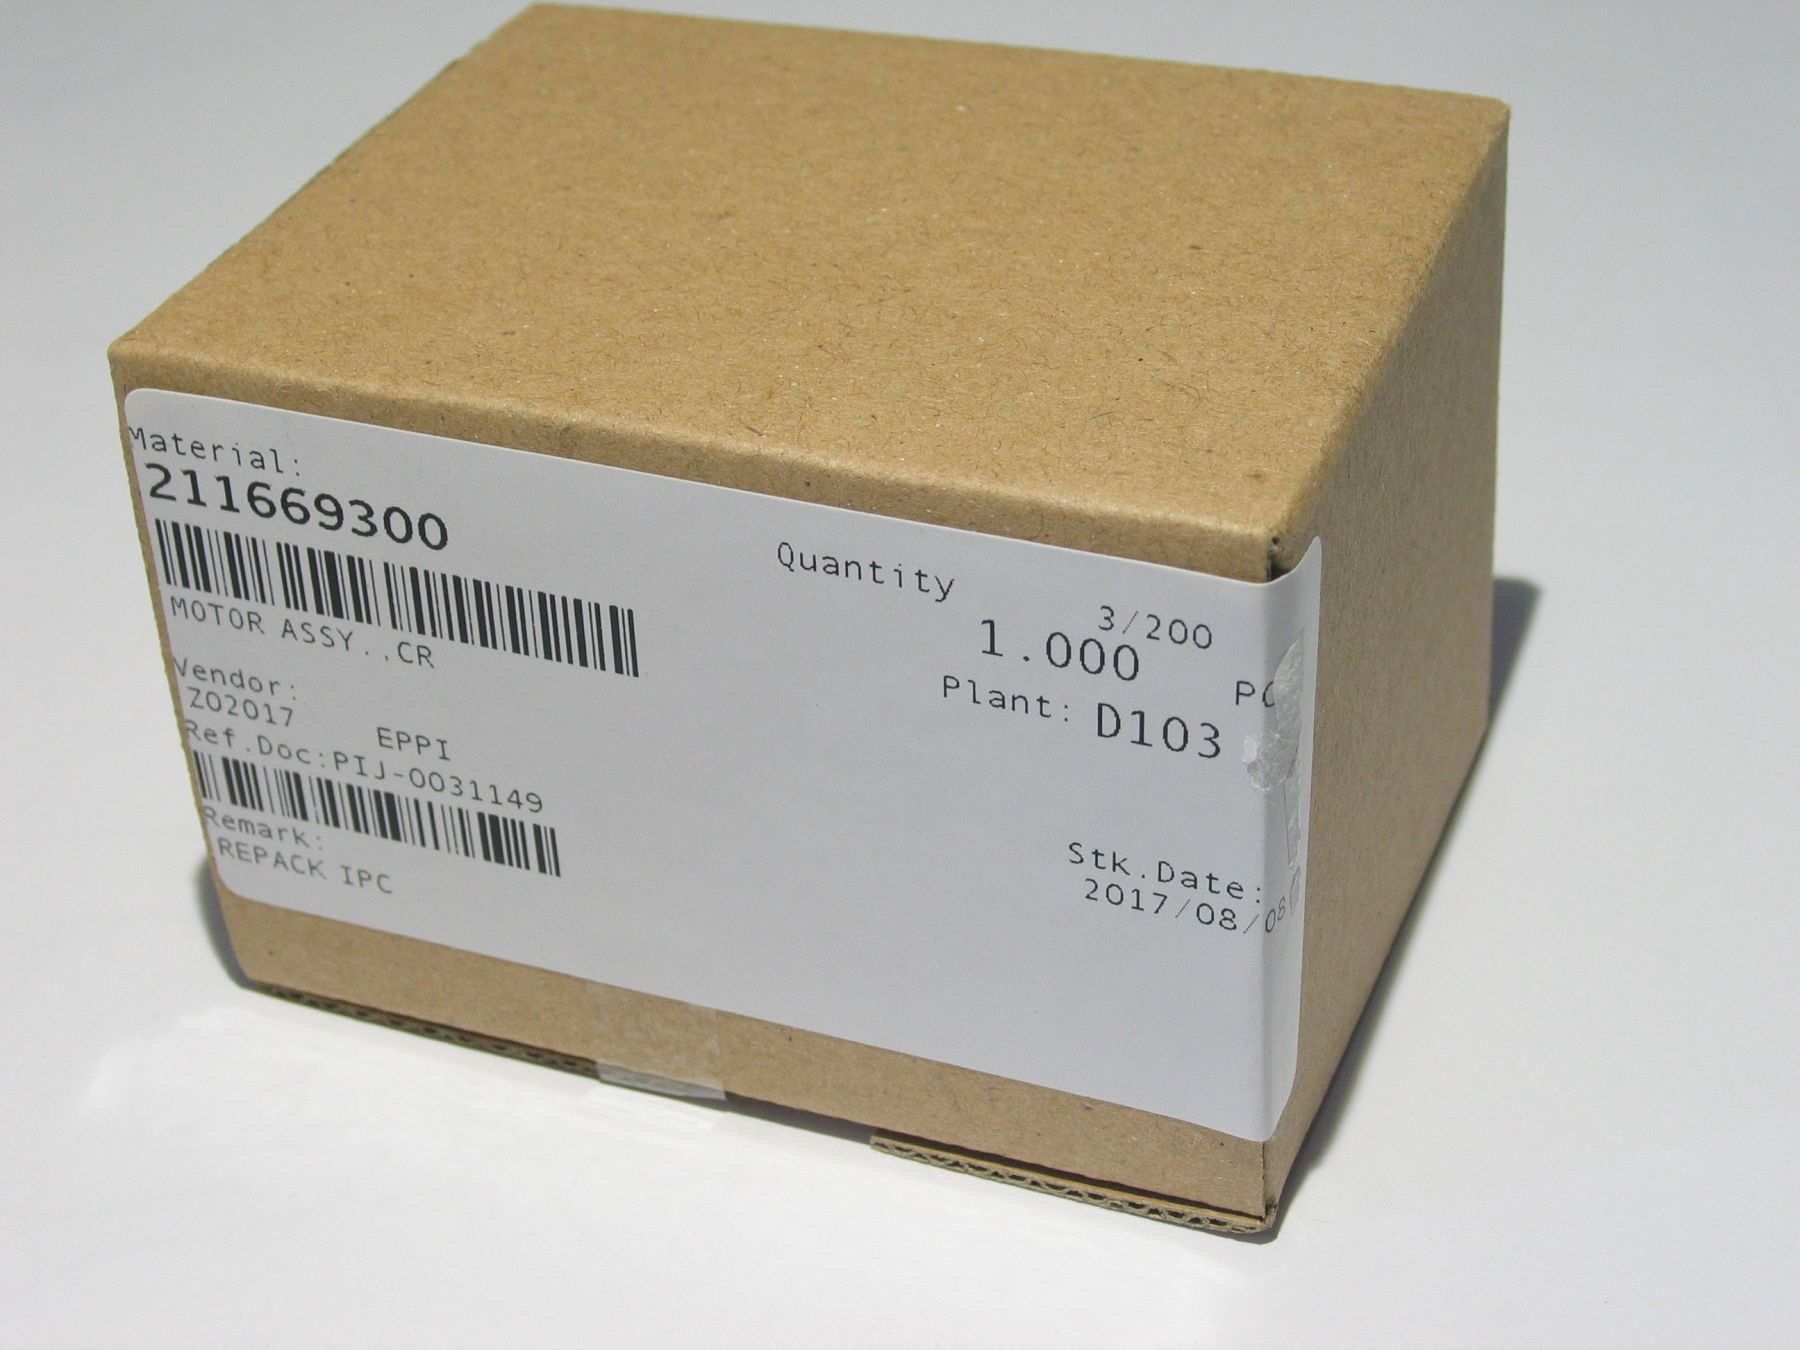 Material:
211669300
MOTOR ASSY.,CR
Vendor:
Z02017 EPPI
Ref.Doc:PIJ-0031149
Remark:
REPACK IPC
Quantity
3/200
1.000
Plant: D103
Stk.Date:
2017/08/08